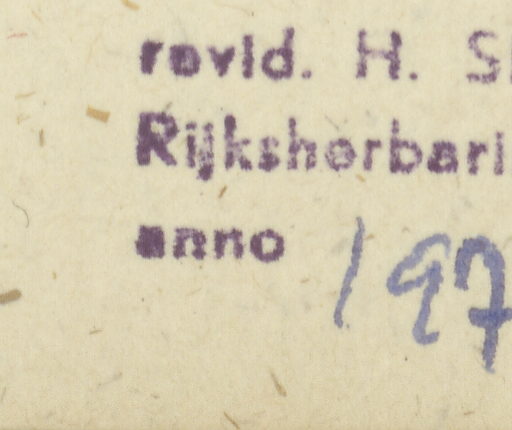 revid. H. S
Rijksherbari
anno 197